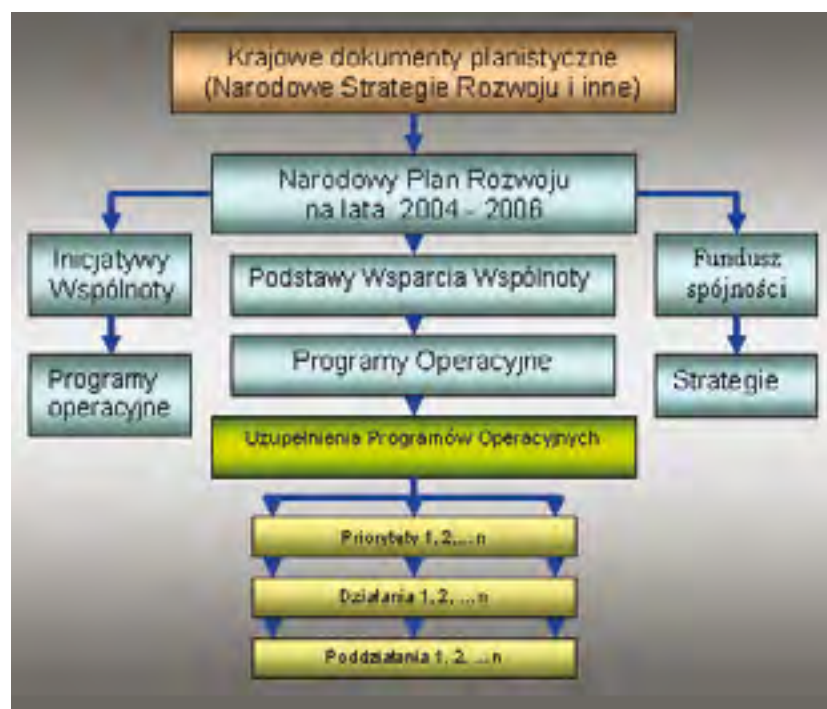 Krajowe dokumenty planistyczne
(Narodowe Strategie Rozwoju i inne)
Narodowy Plan Rozwoju
na lata 2004 - 2006
Inicjatywy
Wspólnoty
Podstawy Wsparcia Wspólnoty
Fundusz
spójności
Programy
operacyjne
Programy Operacyjne
Strategie
Uzupełnienia Programów Operacyjnych
Priorytety 1, 2,....n
Działania 1, 2, ....n
Poddziałania 1, 2, ....n